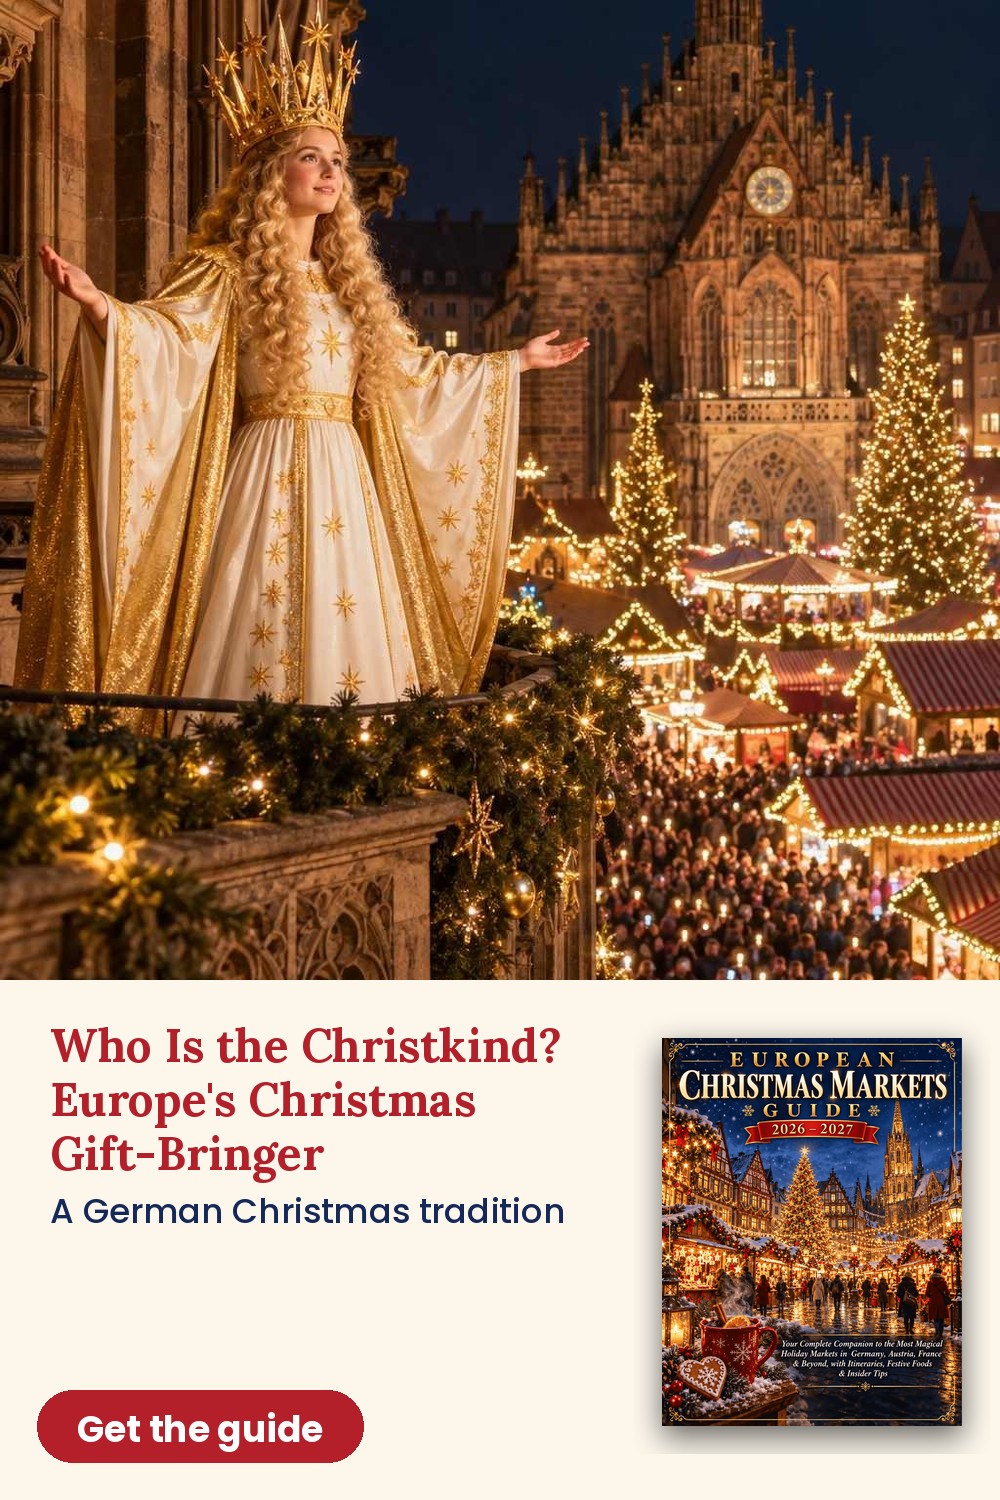 Who Is the Christkind?
Europe's Christmas
Gift-Bringer
A German Christmas tradition
Get the guide
EUROPEAN
CHRISTMAS MARKETS
GUIDE
2026 – 2027
Your Complete Companion to the Most Magical
Holiday Markets in Germany, Austria, France
& Beyond, with Itineraries, Festive Foods
& Insider Tips